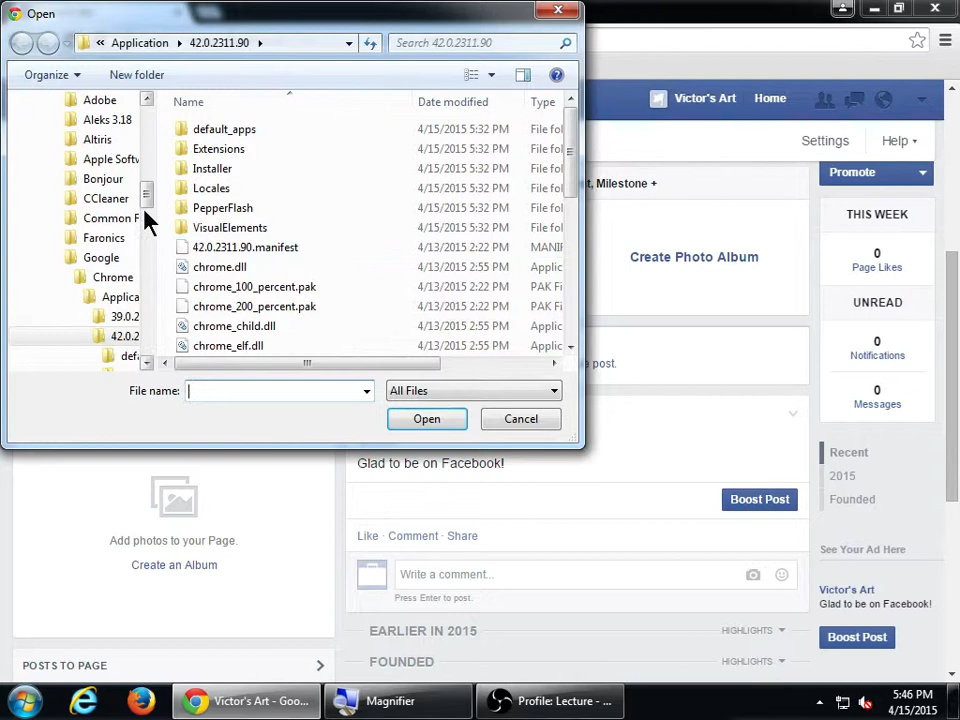 Open
« Application ▸ 42.0.2311.90 ▸
Search 42.0.2311.90
Organize
New folder
Name
Date modified
Type
Adobe
Aleks 3.18
Altiris
Apple Softw
Bonjour
CCleaner
Common F
Faronics
Google
Chrome
Applica
39.0.2
42.0.2
defa
default_apps 4/15/2015 5:32 PM File fol
Extensions 4/15/2015 5:32 PM File fol
Installer 4/15/2015 5:32 PM File fol
Locales 4/15/2015 5:32 PM File fol
PepperFlash 4/15/2015 5:32 PM File fol
VisualElements 4/15/2015 5:32 PM File fol
42.0.2311.90.manifest 4/13/2015 2:22 PM MANIF
chrome.dll 4/13/2015 2:55 PM Applic
chrome_100_percent.pak 4/13/2015 2:22 PM PAK Fi
chrome_200_percent.pak 4/13/2015 2:22 PM PAK Fi
chrome_child.dll 4/13/2015 2:55 PM Applic
chrome_elf.dll 4/13/2015 2:55 PM Applic
File name:
All Files
Open
Cancel
Victor's Art
Home
Settings
Help
, Milestone +
Promote
THIS WEEK
0
Page Likes
UNREAD
0
Notifications
0
Messages
Create Photo Album
post.
Recent
2015
Founded
Glad to be on Facebook!
Boost Post
Like · Comment · Share
Write a comment...
Press Enter to post.
EARLIER IN 2015
HIGHLIGHTS
FOUNDED
HIGHLIGHTS
Add photos to your Page.
Create an Album
POSTS TO PAGE
See Your Ad Here
Victor's Art
Glad to be on Facebook!
Boost Post
Victor's Art - Goo...
Magnifier
Profile: Lecture - ...
5:46 PM
4/15/2015